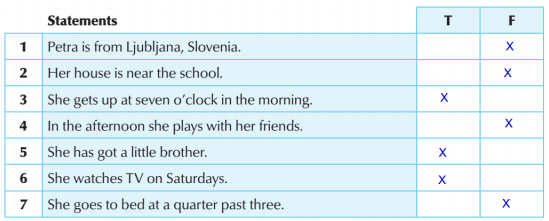 Statements T F
1 Petra is from Ljubljana, Slovenia. X
2 Her house is near the school. X
3 She gets up at seven o'clock in the morning. X
4 In the afternoon she plays with her friends. X
5 She has got a little brother. X
6 She watches TV on Saturdays. X
7 She goes to bed at a quarter past three. X